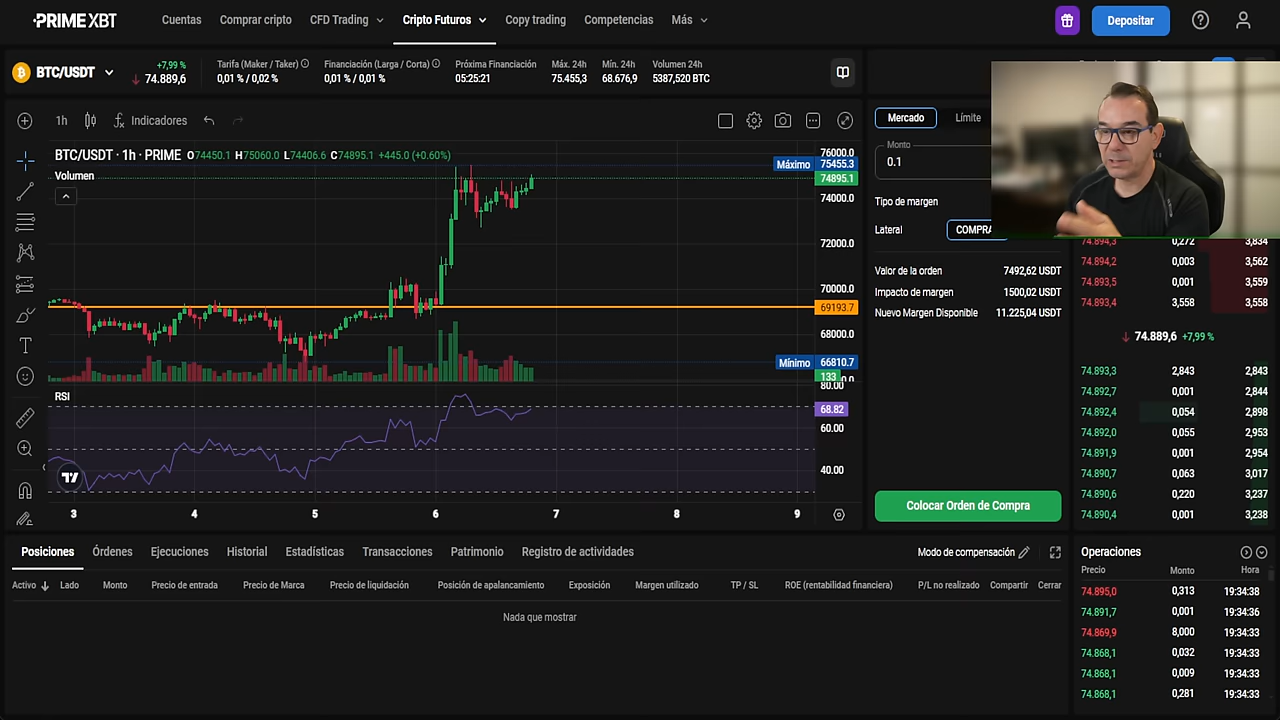 PRIME XBT
Cuentas Comprar cripto CFD Trading Cripto Futuros Copy trading Competencias Más
Depositar
BTC/USDT
+7,99 %
74.889,6
Tarifa (Maker / Taker)
0,01 % / 0,02 %
Financiación (Larga / Corta)
0,01 % / 0,01 %
Próxima Financiación
05:25:21
Máx. 24h
75.455,3
Mín. 24h
68.676,9
Volumen 24h
5387,520 BTC
1h Indicadores
BTC/USDT · 1h · PRIME O74450.1 H75060.0 L74406.6 C74895.1 +445.0 (+0.60%)
Volumen
76000.0
Máximo 75455.3
74895.1
74000.0
72000.0
70000.0
69193.7
68000.0
Mínimo 66810.7
133
RSI
80.00
68.82
60.00
40.00
3 4 5 6 7 8 9
Mercado Límite
Monto
0.1
Tipo de margen
Lateral COMPRA
Valor de la orden 7492,62 USDT
Impacto de margen 1500,02 USDT
Nuevo Margen Disponible 11.225,04 USDT
Colocar Orden de Compra
74.894,3 0,272 3,834
74.894,2 0,003 3,562
74.893,5 0,001 3,559
74.893,4 3,558 3,558
74.889,6 +7,99 %
74.893,3 2,843 2,843
74.892,7 0,001 2,844
74.892,4 0,054 2,898
74.892,0 0,055 2,953
74.891,9 0,001 2,954
74.890,7 0,063 3,017
74.890,6 0,220 3,237
74.890,4 0,001 3,238
Posiciones Órdenes Ejecuciones Historial Estadísticas Transacciones Patrimonio Registro de actividades Modo de compensación
Activo Lado Monto Precio de entrada Precio de Marca Precio de liquidación Posición de apalancamiento Exposición Margen utilizado TP / SL ROE (rentabilidad financiera) P/L no realizado Compartir Cerrar
Nada que mostrar
Operaciones
Precio Monto Hora
74.895,0 0,313 19:34:38
74.891,7 0,001 19:34:36
74.869,9 8,000 19:34:33
74.868,1 0,032 19:34:33
74.868,1 0,009 19:34:33
74.868,1 0,281 19:34:33